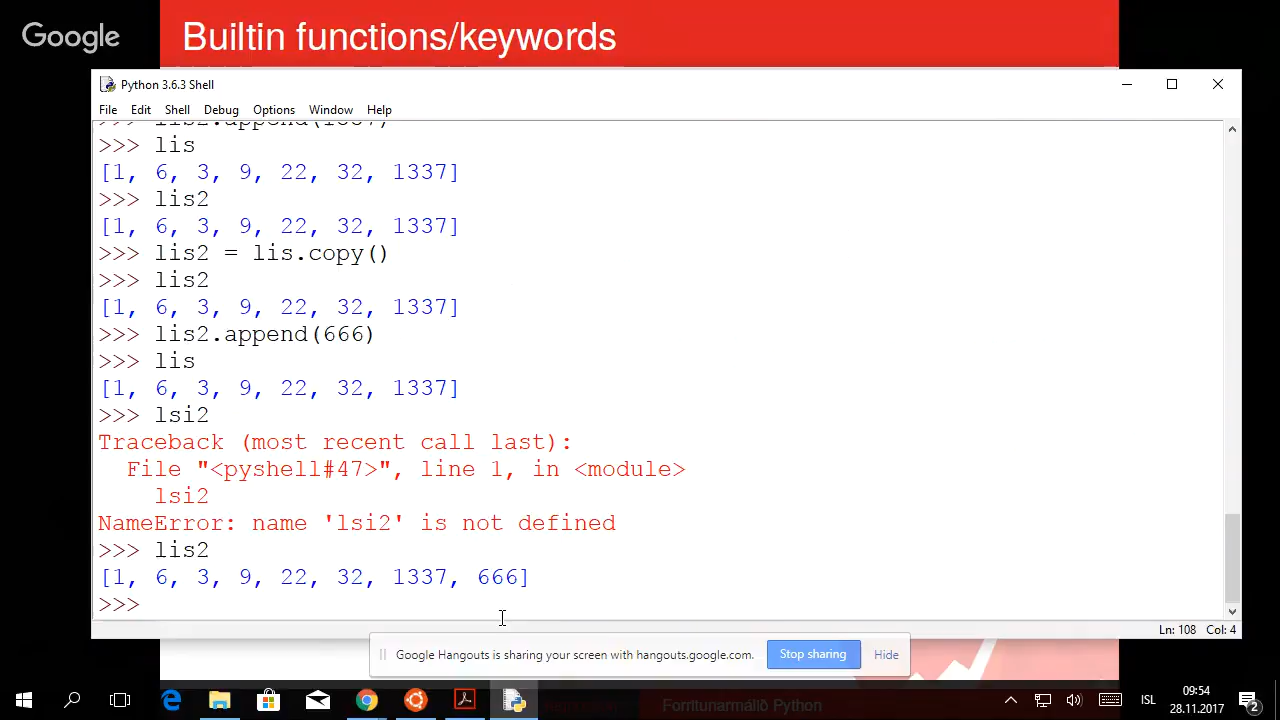 Google
Builtin functions/keywords
Python 3.6.3 Shell
File Edit Shell Debug Options Window Help
>>> lis
[1, 6, 3, 9, 22, 32, 1337]
>>> lis2
[1, 6, 3, 9, 22, 32, 1337]
>>> lis2 = lis.copy()
>>> lis2
[1, 6, 3, 9, 22, 32, 1337]
>>> lis2.append(666)
>>> lis
[1, 6, 3, 9, 22, 32, 1337]
>>> lsi2
Traceback (most recent call last):
  File "<pyshell#47>", line 1, in <module>
    lsi2
NameError: name 'lsi2' is not defined
>>> lis2
[1, 6, 3, 9, 22, 32, 1337, 666]
>>>
Ln: 108 Col: 4
Google Hangouts is sharing your screen with hangouts.google.com. Stop sharing Hide
Forritunarmálið Python
ISL
09:54
28.11.2017
2